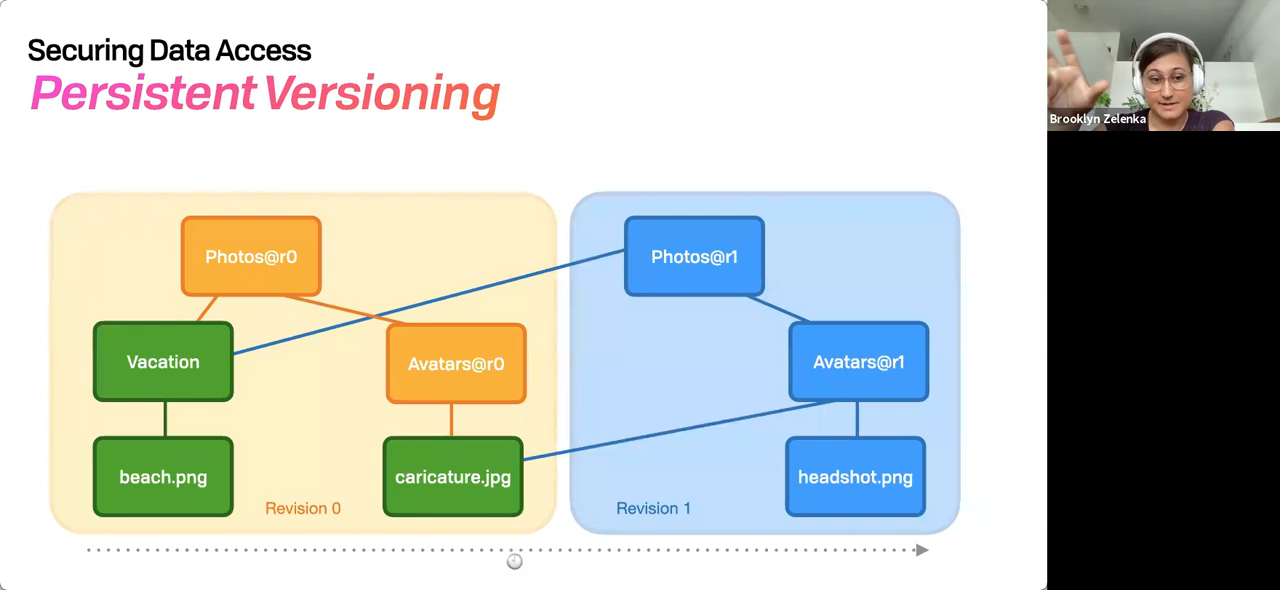 Securing Data Access
Persistent Versioning
Brooklyn Zelenka
Photos@r0
Photos@r1
Vacation
Avatars@r0
Avatars@r1
beach.png
caricature.jpg
headshot.png
Revision 0
Revision 1